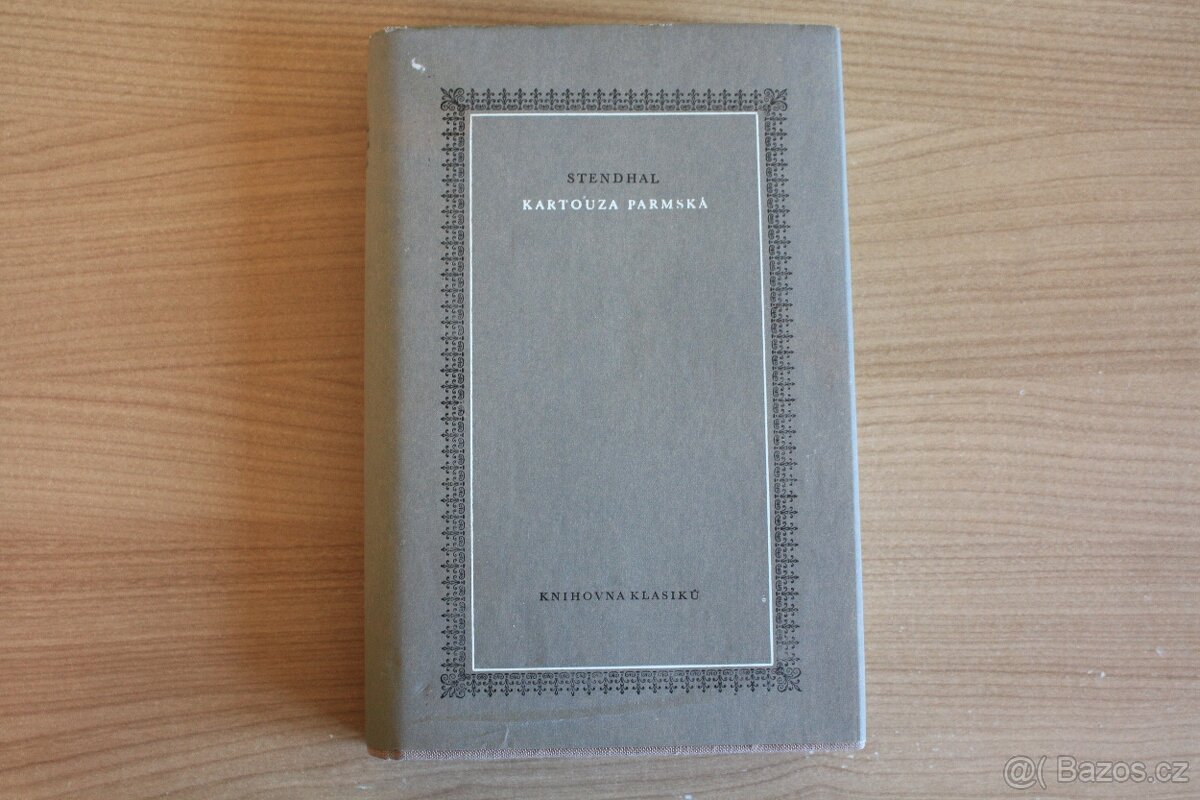 STENDHAL
KARTOUZA PARMSKÁ
KNIHOVNA KLASIKŮ
@( Bazos.cz